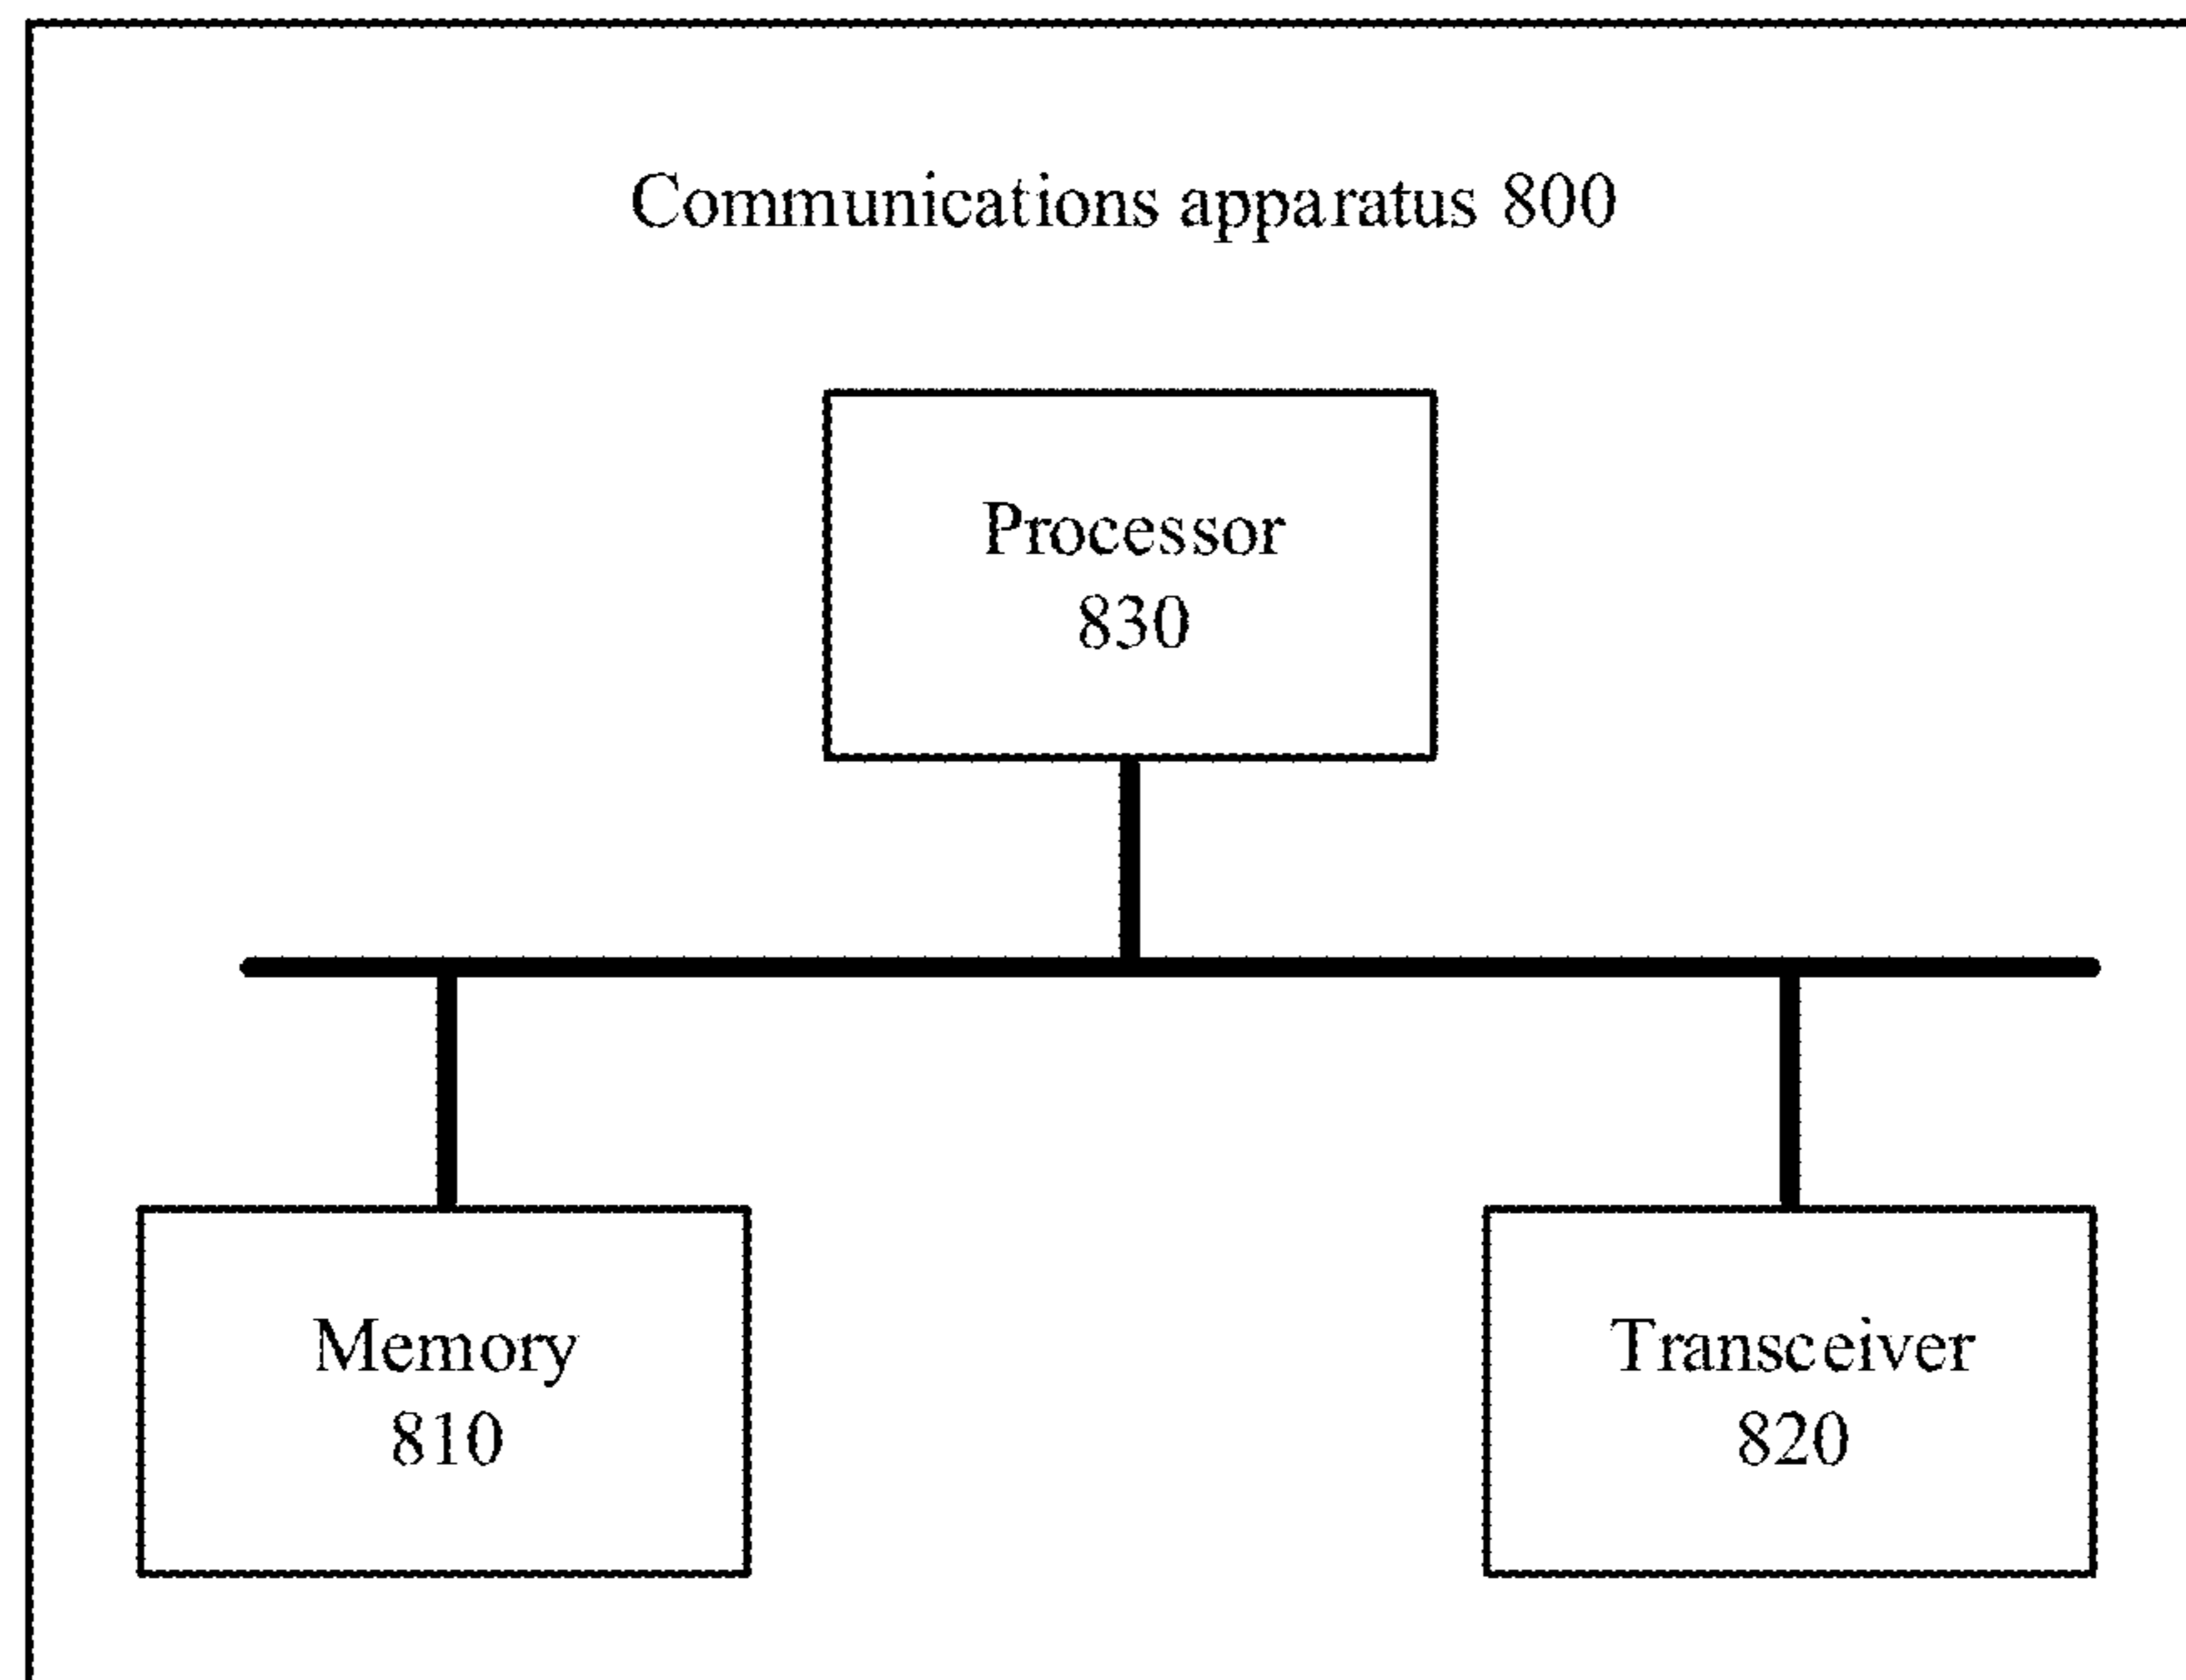 Communications apparatus 800
Processor
830
Memory
810
Transceiver
820